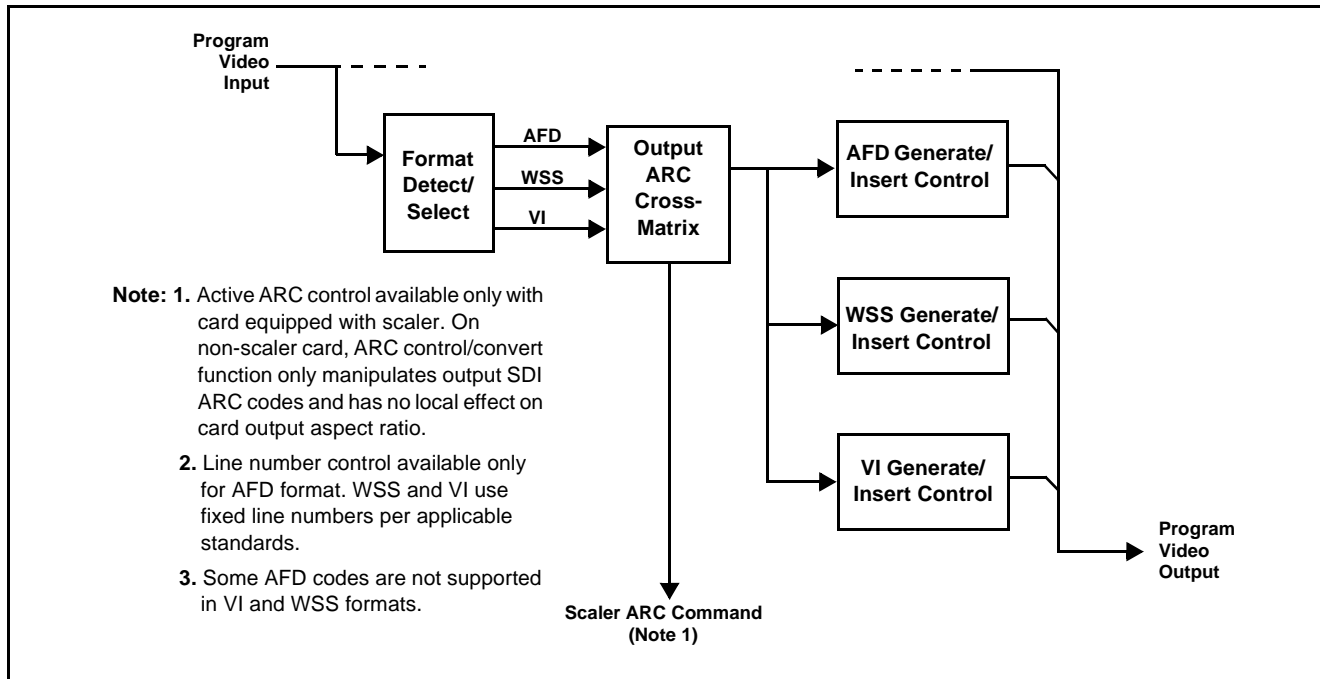 Program
Video
Input
Format
Detect/
Select
AFD
WSS
VI
Output
ARC
Cross-
Matrix
AFD Generate/
Insert Control
WSS Generate/
Insert Control
VI Generate/
Insert Control
Program
Video
Output
Scaler ARC Command
(Note 1)
Note: 1. Active ARC control available only with
card equipped with scaler. On
non-scaler card, ARC control/convert
function only manipulates output SDI
ARC codes and has no local effect on
card output aspect ratio.
2. Line number control available only
for AFD format. WSS and VI use
fixed line numbers per applicable
standards.
3. Some AFD codes are not supported
in VI and WSS formats.